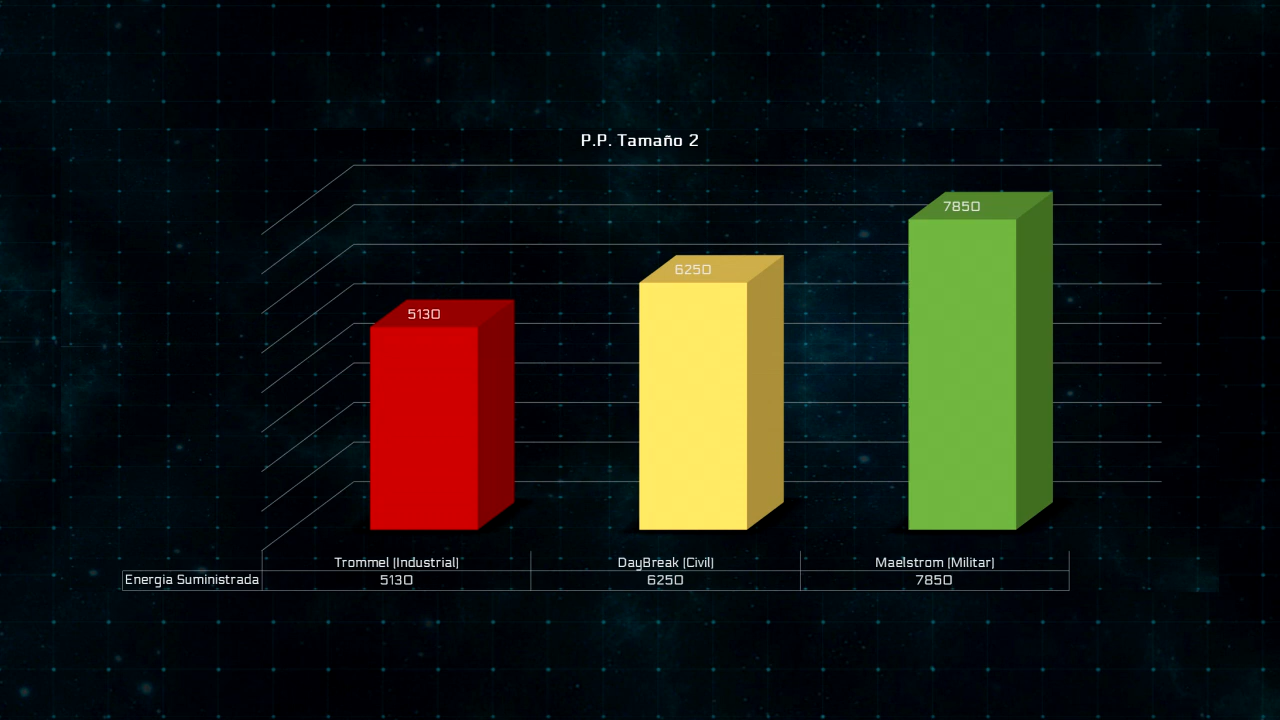 P.P. Tamaño 2
7850
6250
5130
Trommel (Industrial) DayBreak (Civil) Maelstrom (Militar)
Energia Suministrada 5130 6250 7850